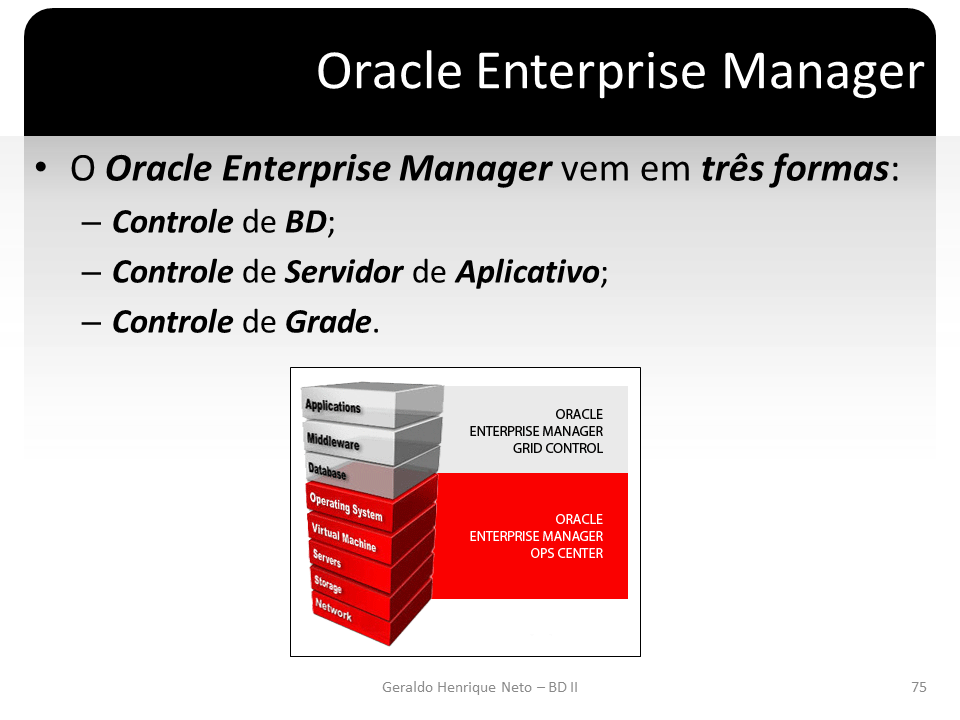 Oracle Enterprise Manager
• O Oracle Enterprise Manager vem em três formas:
– Controle de BD;
– Controle de Servidor de Aplicativo;
– Controle de Grade.
Applications
Middleware
Database
Operating System
Virtual Machine
Servers
Storage
Network
ORACLE
ENTERPRISE MANAGER
GRID CONTROL
ORACLE
ENTERPRISE MANAGER
OPS CENTER
Geraldo Henrique Neto – BD II
75